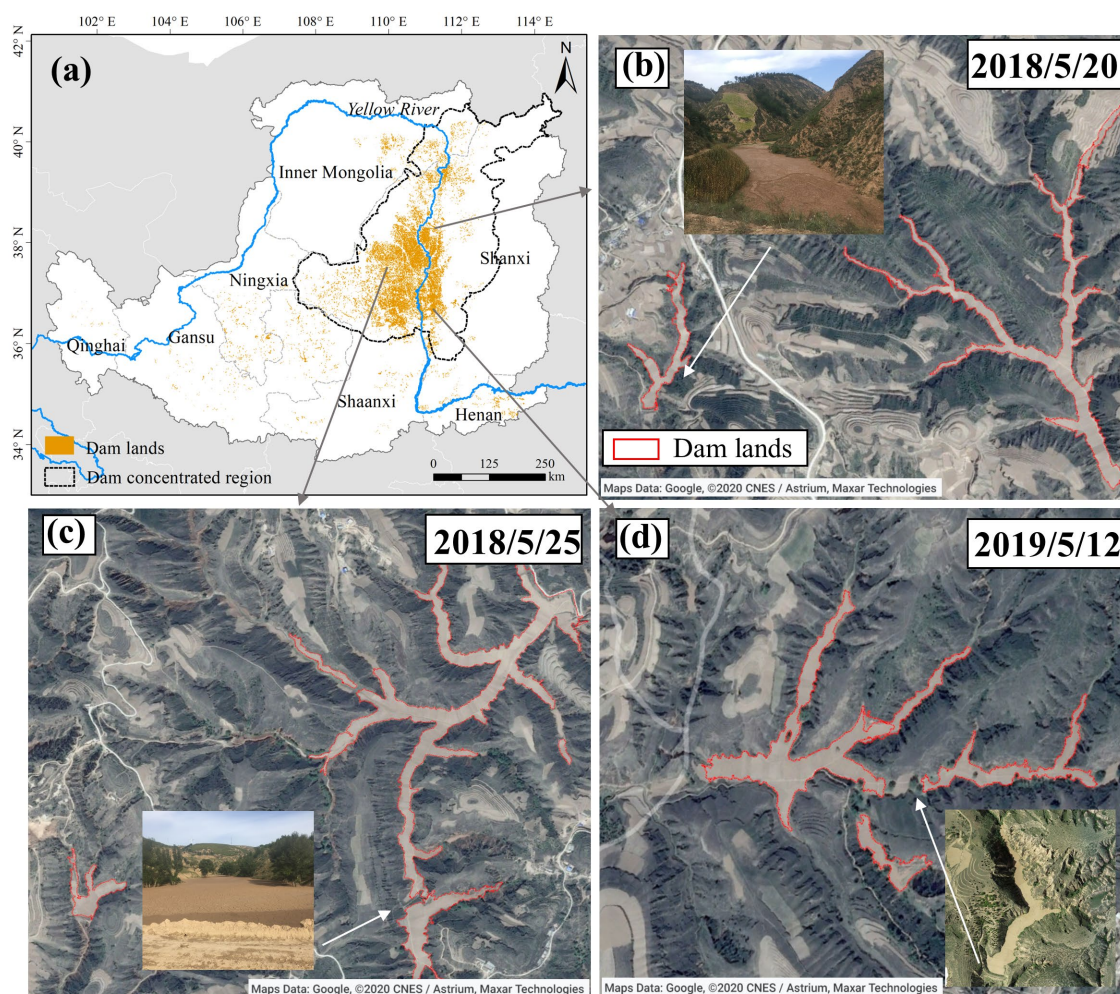 102° E 104° E 106° E 108° E 110° E 112° E 114° E
42° N
40° N
38° N
36° N
34° N
(a)
N
Yellow River
Inner Mongolia
Shanxi
Ningxia
Gansu
Qinghai
Shaanxi
Henan
Dam lands
Dam concentrated region
0 125 250
km
(b)
2018/5/20
Dam lands
Maps Data: Google, ©2020 CNES / Astrium, Maxar Technologies
(c)
2018/5/25
Maps Data: Google, ©2020 CNES / Astrium, Maxar Technologies
(d)
2019/5/12
Maps Data: Google, ©2020 CNES / Astrium, Maxar Technologies